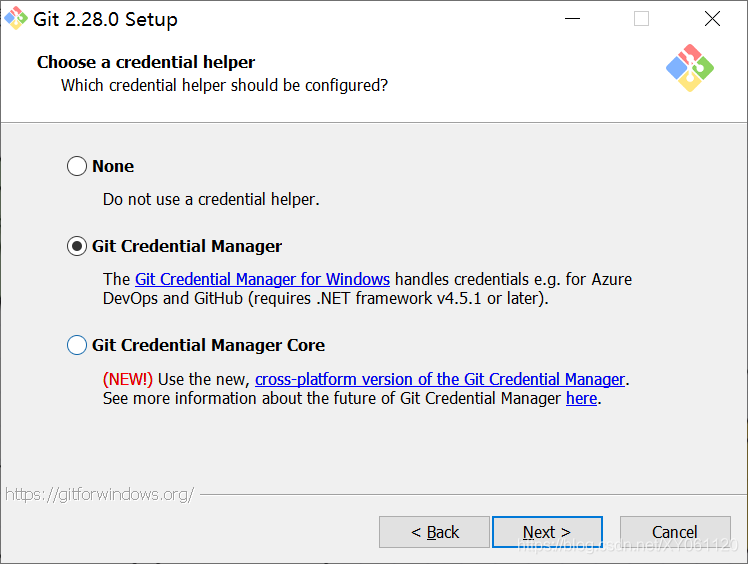 Git 2.28.0 Setup
Choose a credential helper
Which credential helper should be configured?
None
Do not use a credential helper.
Git Credential Manager
The Git Credential Manager for Windows handles credentials e.g. for Azure
DevOps and GitHub (requires .NET framework v4.5.1 or later).
Git Credential Manager Core
(NEW!) Use the new, cross-platform version of the Git Credential Manager.
See more information about the future of Git Credential Manager here.
https://gitforwindows.org/
< Back
Next >
Cancel
https://blog.csdn.net/XY061120